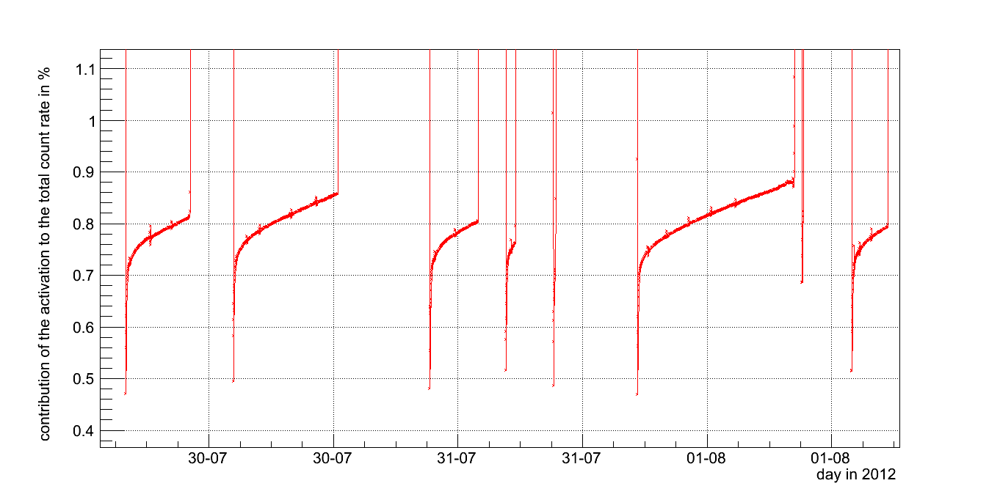 contribution of the activation to the total count rate in %
1.1
1
0.9
0.8
0.7
0.6
0.5
0.4
30-07 30-07 31-07 31-07 01-08 01-08
day in 2012